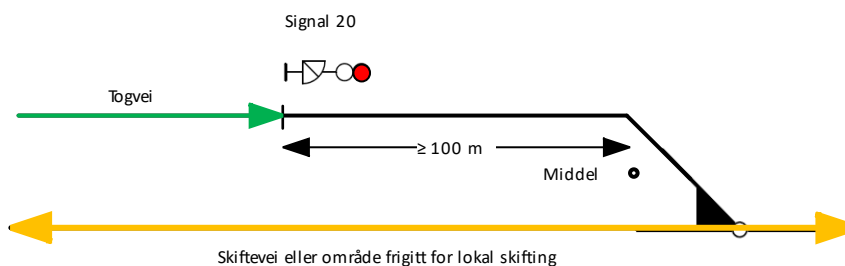 Signal 20
Togvei
≥ 100 m
Middel
Skiftevei eller område frigitt for lokal skifting